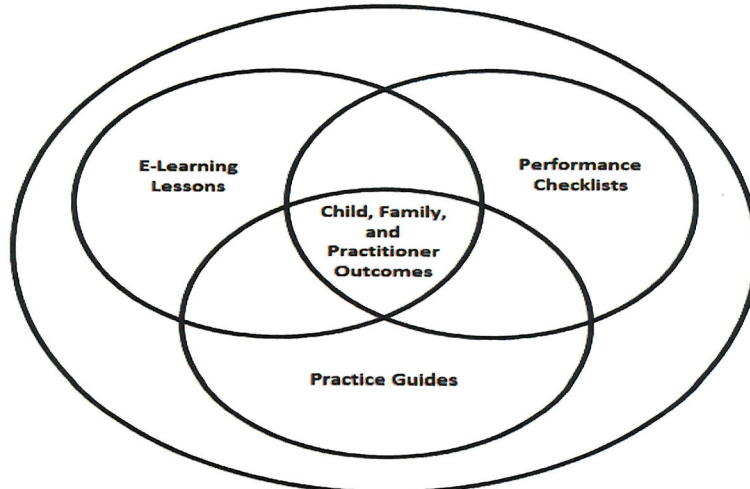 E-Learning
Lessons
Performance
Checklists
Child, Family,
and
Practitioner
Outcomes
Practice Guides